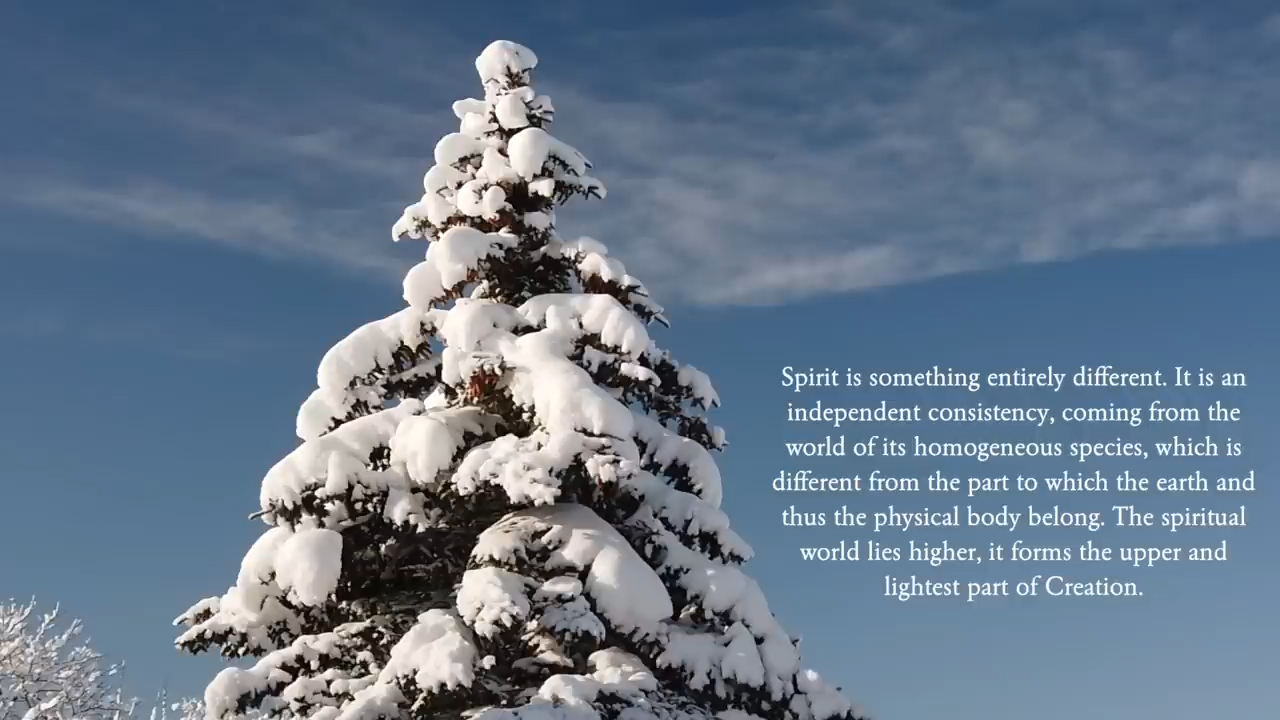 Spirit is something entirely different. It is an
independent consistency, coming from the
world of its homogeneous species, which is
different from the part to which the earth and
thus the physical body belong. The spiritual
world lies higher, it forms the upper and
lightest part of Creation.